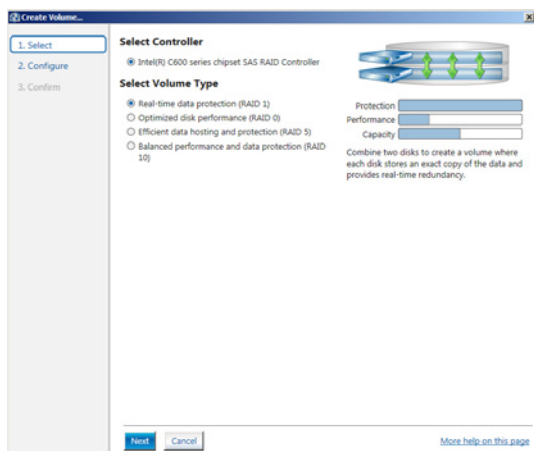 Create Volume...
1. Select
2. Configure
3. Confirm
Select Controller
Intel(R) C600 series chipset SAS RAID Controller
Select Volume Type
Real-time data protection (RAID 1)
Optimized disk performance (RAID 0)
Efficient data hosting and protection (RAID 5)
Balanced performance and data protection (RAID
10)
Protection
Performance
Capacity
Combine two disks to create a volume where
each disk stores an exact copy of the data and
provides real-time redundancy.
Next
Cancel
More help on this page